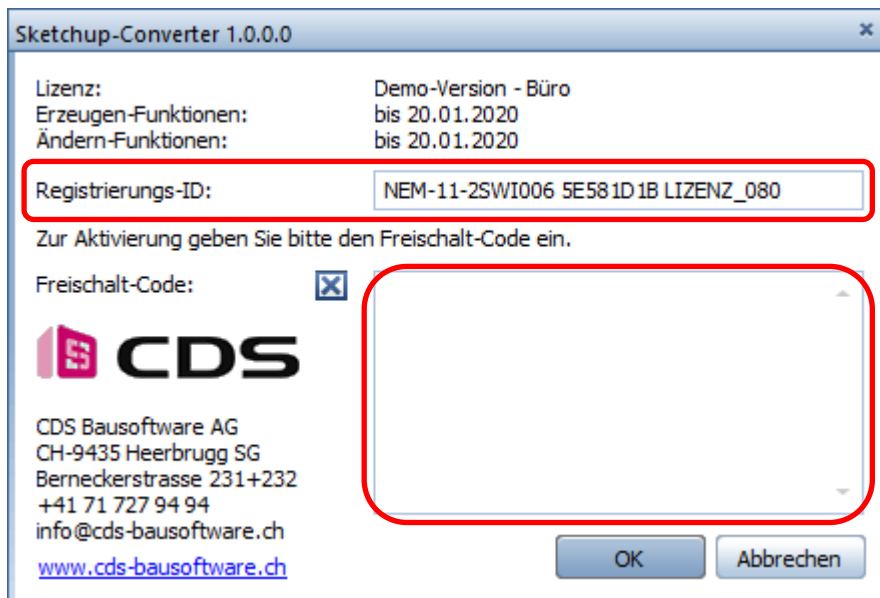 Sketchup-Converter 1.0.0.0
Lizenz: Demo-Version - Büro
Erzeugen-Funktionen: bis 20.01.2020
Ändern-Funktionen: bis 20.01.2020
Registrierungs-ID: NEM-11-2SWI006 5E581D1B LIZENZ_080
Zur Aktivierung geben Sie bitte den Freischalt-Code ein.
Freischalt-Code:
CDS
CDS Bausoftware AG
CH-9435 Heerbrugg SG
Berneckerstrasse 231+232
+41 71 727 94 94
info@cds-bausoftware.ch
www.cds-bausoftware.ch
OK Abbrechen